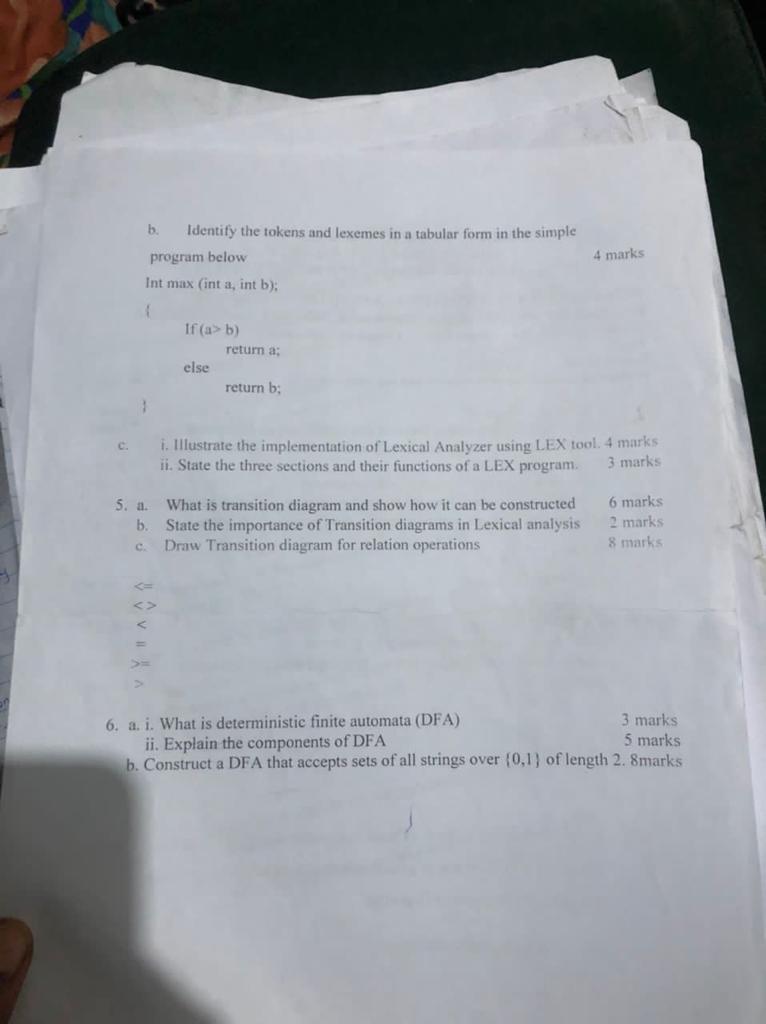 b. Identify the tokens and lexemes in a tabular form in the simple
program below 4 marks
Int max (int a, int b);
{
If (a> b)
return a;
else
return b;
}
c. i. Illustrate the implementation of Lexical Analyzer using LEX tool. 4 marks
ii. State the three sections and their functions of a LEX program. 3 marks
5. a. What is transition diagram and show how it can be constructed 6 marks
b. State the importance of Transition diagrams in Lexical analysis 2 marks
c. Draw Transition diagram for relation operations 8 marks
<=
<>
<
=
>=
>
6. a. i. What is deterministic finite automata (DFA) 3 marks
ii. Explain the components of DFA 5 marks
b. Construct a DFA that accepts sets of all strings over {0,1} of length 2. 8marks